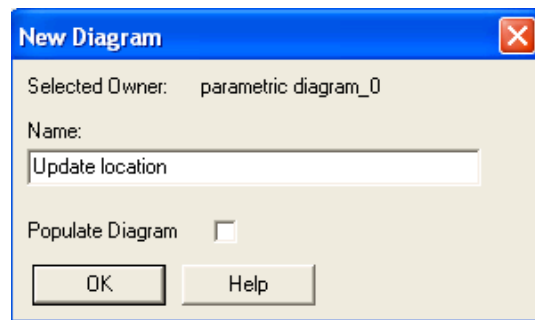 New Diagram
Selected Owner: parametric diagram_0
Name:
Update location
Populate Diagram
OK Help